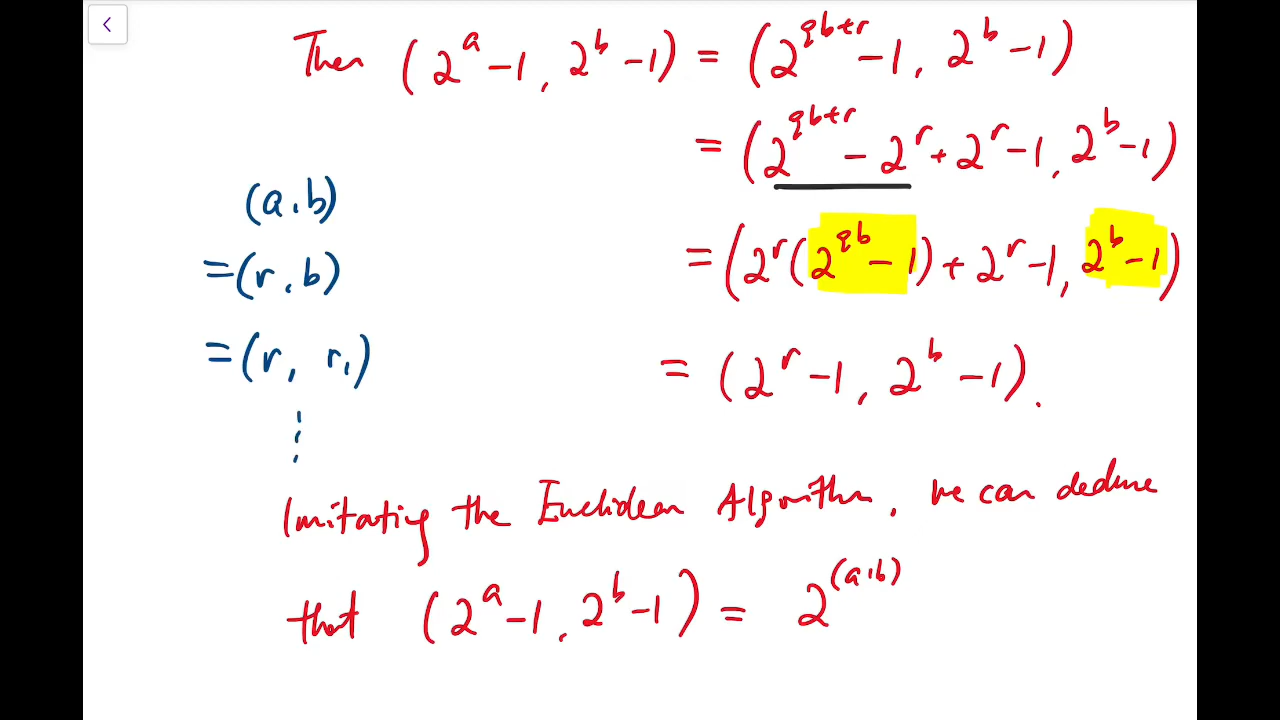 Then (2^a - 1, 2^b - 1) = (2^{qb+r} - 1, 2^b - 1)
= (2^{qb+r} - 2^r + 2^r - 1, 2^b - 1)
= (2^r(2^{qb} - 1) + 2^r - 1, 2^b - 1)
= (2^r - 1, 2^b - 1).
(a,b)
= (r, b)
= (r, r₁)
⋮
Imitating the Euclidean Algorithm, we can deduce
that (2^a - 1, 2^b - 1) = 2^{(a,b)}